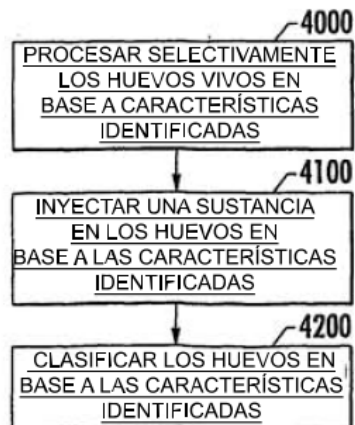 4000
PROCESAR SELECTIVAMENTE
LOS HUEVOS VIVOS EN
BASE A CARACTERÍSTICAS
IDENTIFICADAS
4100
INYECTAR UNA SUSTANCIA
EN LOS HUEVOS EN
BASE A LAS CARACTERÍSTICAS
IDENTIFICADAS
4200
CLASIFICAR LOS HUEVOS EN
BASE A LAS CARACTERÍSTICAS
IDENTIFICADAS